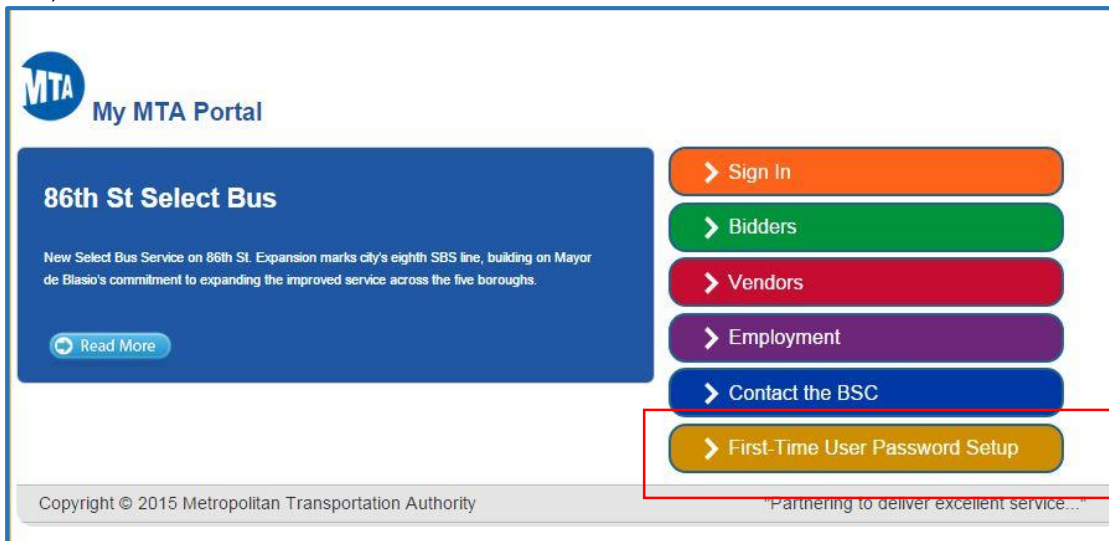 MTA
My MTA Portal
86th St Select Bus
New Select Bus Service on 86th St. Expansion marks city's eighth SBS line, building on Mayor
de Blasio's commitment to expanding the improved service across the five boroughs.
Read More
Sign In
Bidders
Vendors
Employment
Contact the BSC
First-Time User Password Setup
Copyright © 2015 Metropolitan Transportation Authority
"Partnering to deliver excellent service..."